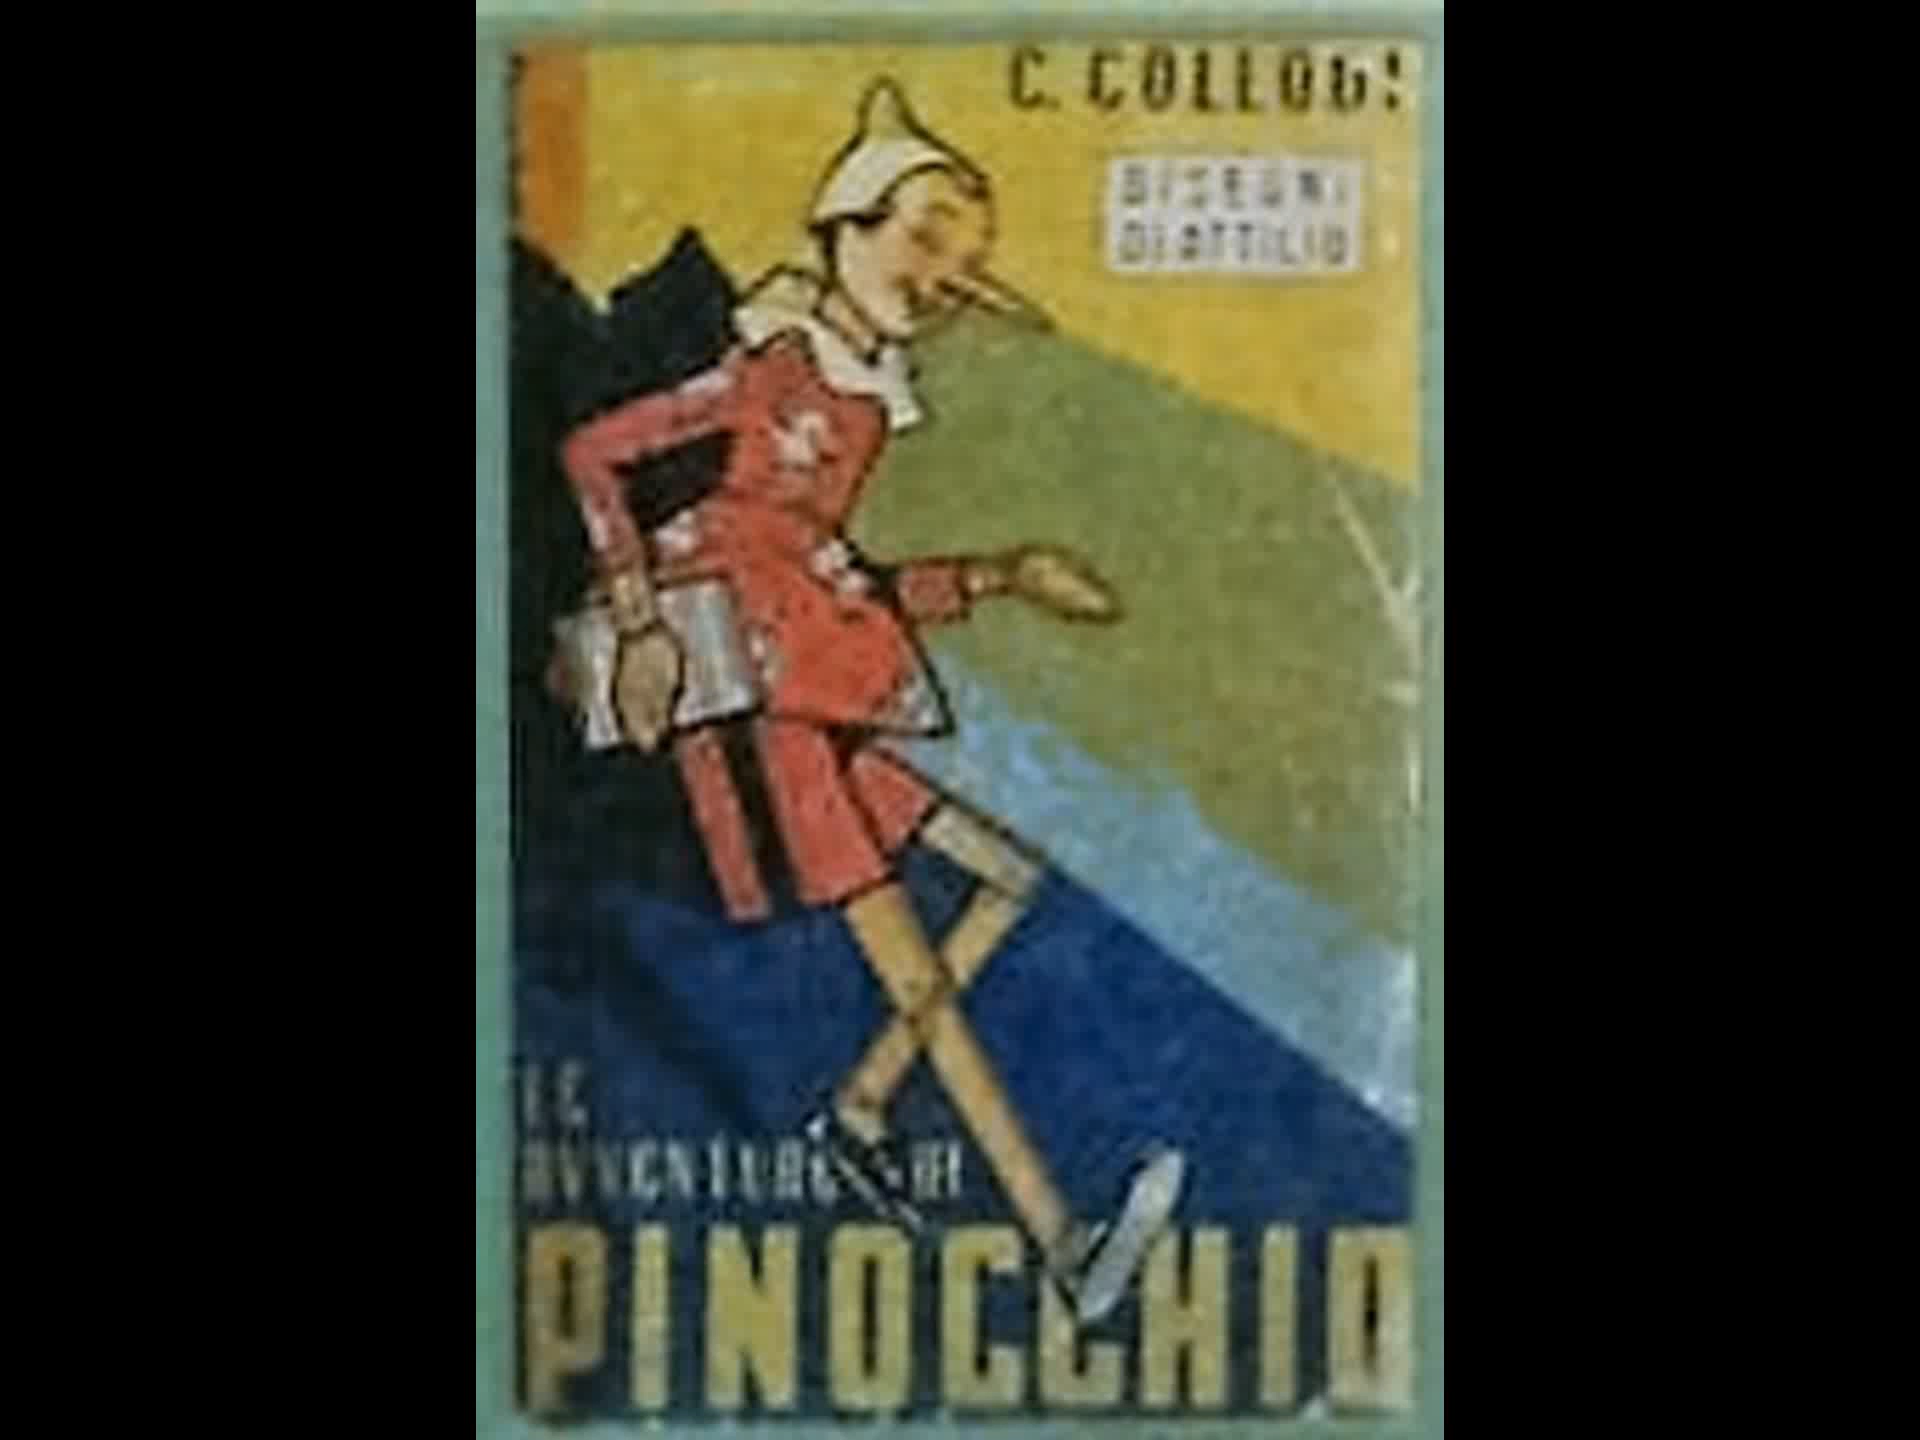 C. COLLODI
DISEGNI
DI ATTILIO
LE
AVVENTURE DI
PINOCCHIO